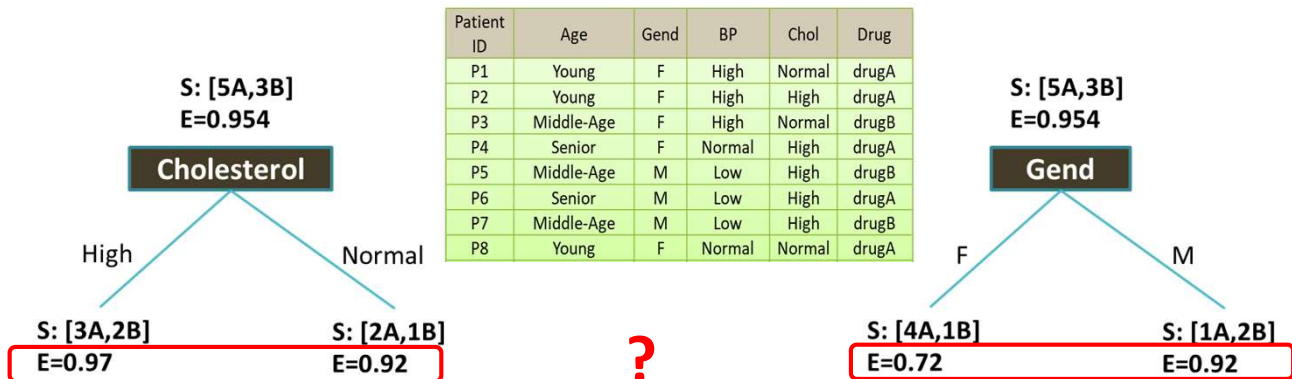 S: [5A,3B]
E=0.954
Cholesterol
High
Normal
S: [3A,2B]
S: [2A,1B]
E=0.97
E=0.92
Patient ID Age Gend BP Chol Drug
P1 Young F High Normal drugA
P2 Young F High High drugA
P3 Middle-Age F High Normal drugB
P4 Senior F Normal High drugA
P5 Middle-Age M Low High drugB
P6 Senior M Low High drugA
P7 Middle-Age M Low High drugB
P8 Young F Normal Normal drugA
?
S: [5A,3B]
E=0.954
Gend
F
M
S: [4A,1B]
S: [1A,2B]
E=0.72
E=0.92